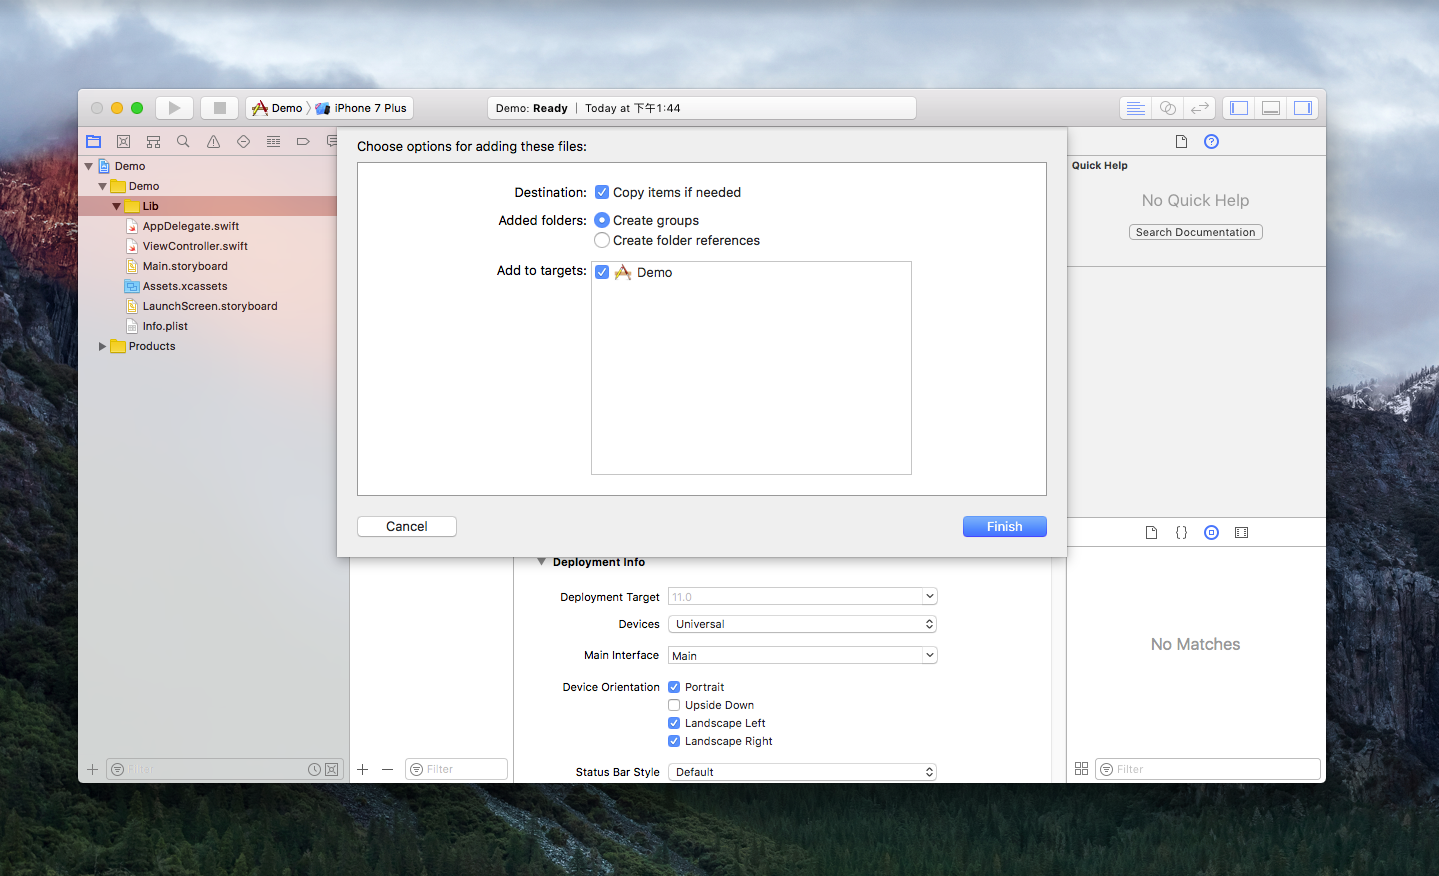 Demo
iPhone 7 Plus
Demo: Ready | Today at 下午1:44
Choose options for adding these files:
Destination:
Copy items if needed
Added folders:
Create groups
Create folder references
Add to targets:
Demo
Cancel
Finish
Demo
Demo
Lib
AppDelegate.swift
ViewController.swift
Main.storyboard
Assets.xcassets
LaunchScreen.storyboard
Info.plist
Products
Filter
Quick Help
No Quick Help
Search Documentation
Deployment Info
Deployment Target
11.0
Devices
Universal
Main Interface
Main
Device Orientation
Portrait
Upside Down
Landscape Left
Landscape Right
Status Bar Style
Default
Filter
No Matches
Filter